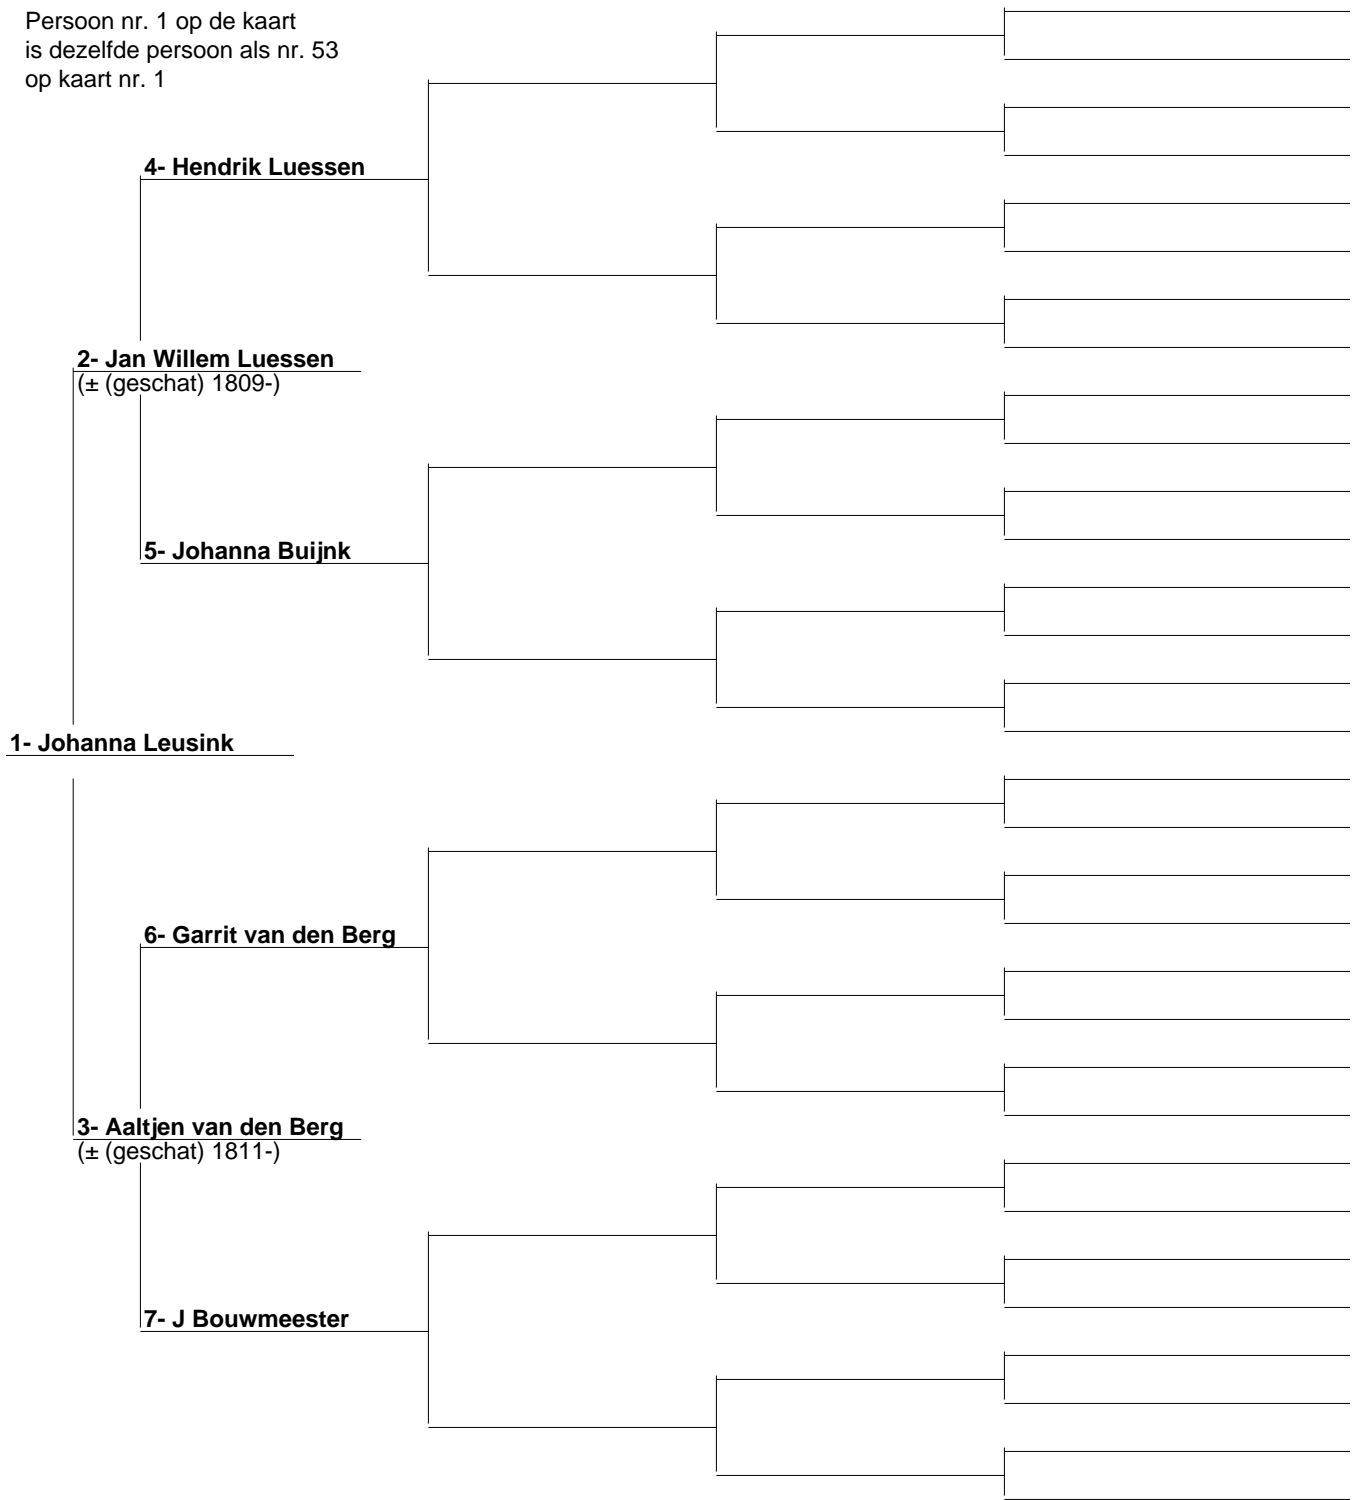 Persoon nr. 1 op de kaart
is dezelfde persoon als nr. 53
op kaart nr. 1
4- Hendrik Luessen
2- Jan Willem Luessen
(± (geschat) 1809-)
5- Johanna Buijnk
1- Johanna Leusink
6- Garrit van den Berg
3- Aaltjen van den Berg
(± (geschat) 1811-)
7- J Bouwmeester